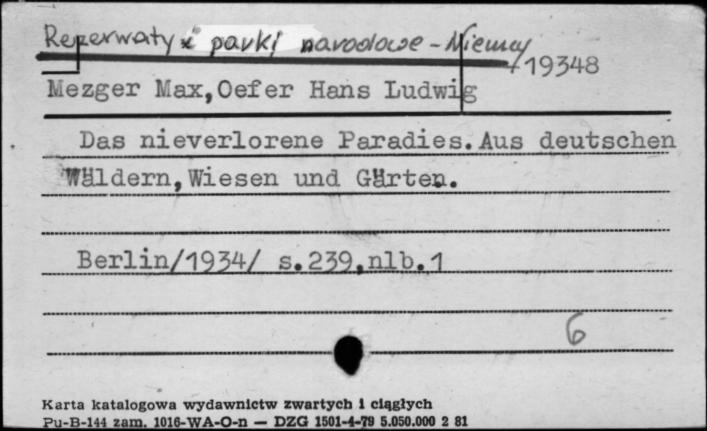 Rezerwaty i parki narodowe - Niemcy
19348
Mezger Max,Oefer Hans Ludwig
Das nieverlorene Paradies.Aus deutschen
Wäldern,Wiesen und Gärten.
Berlin/1934/ s.239,nlb.1
6
Karta katalogowa wydawnictw zwartych i ciągłych
Pu-B-144 zam. 1016-WA-O-n — DZG 1501-4-79 5.050.000 2 81